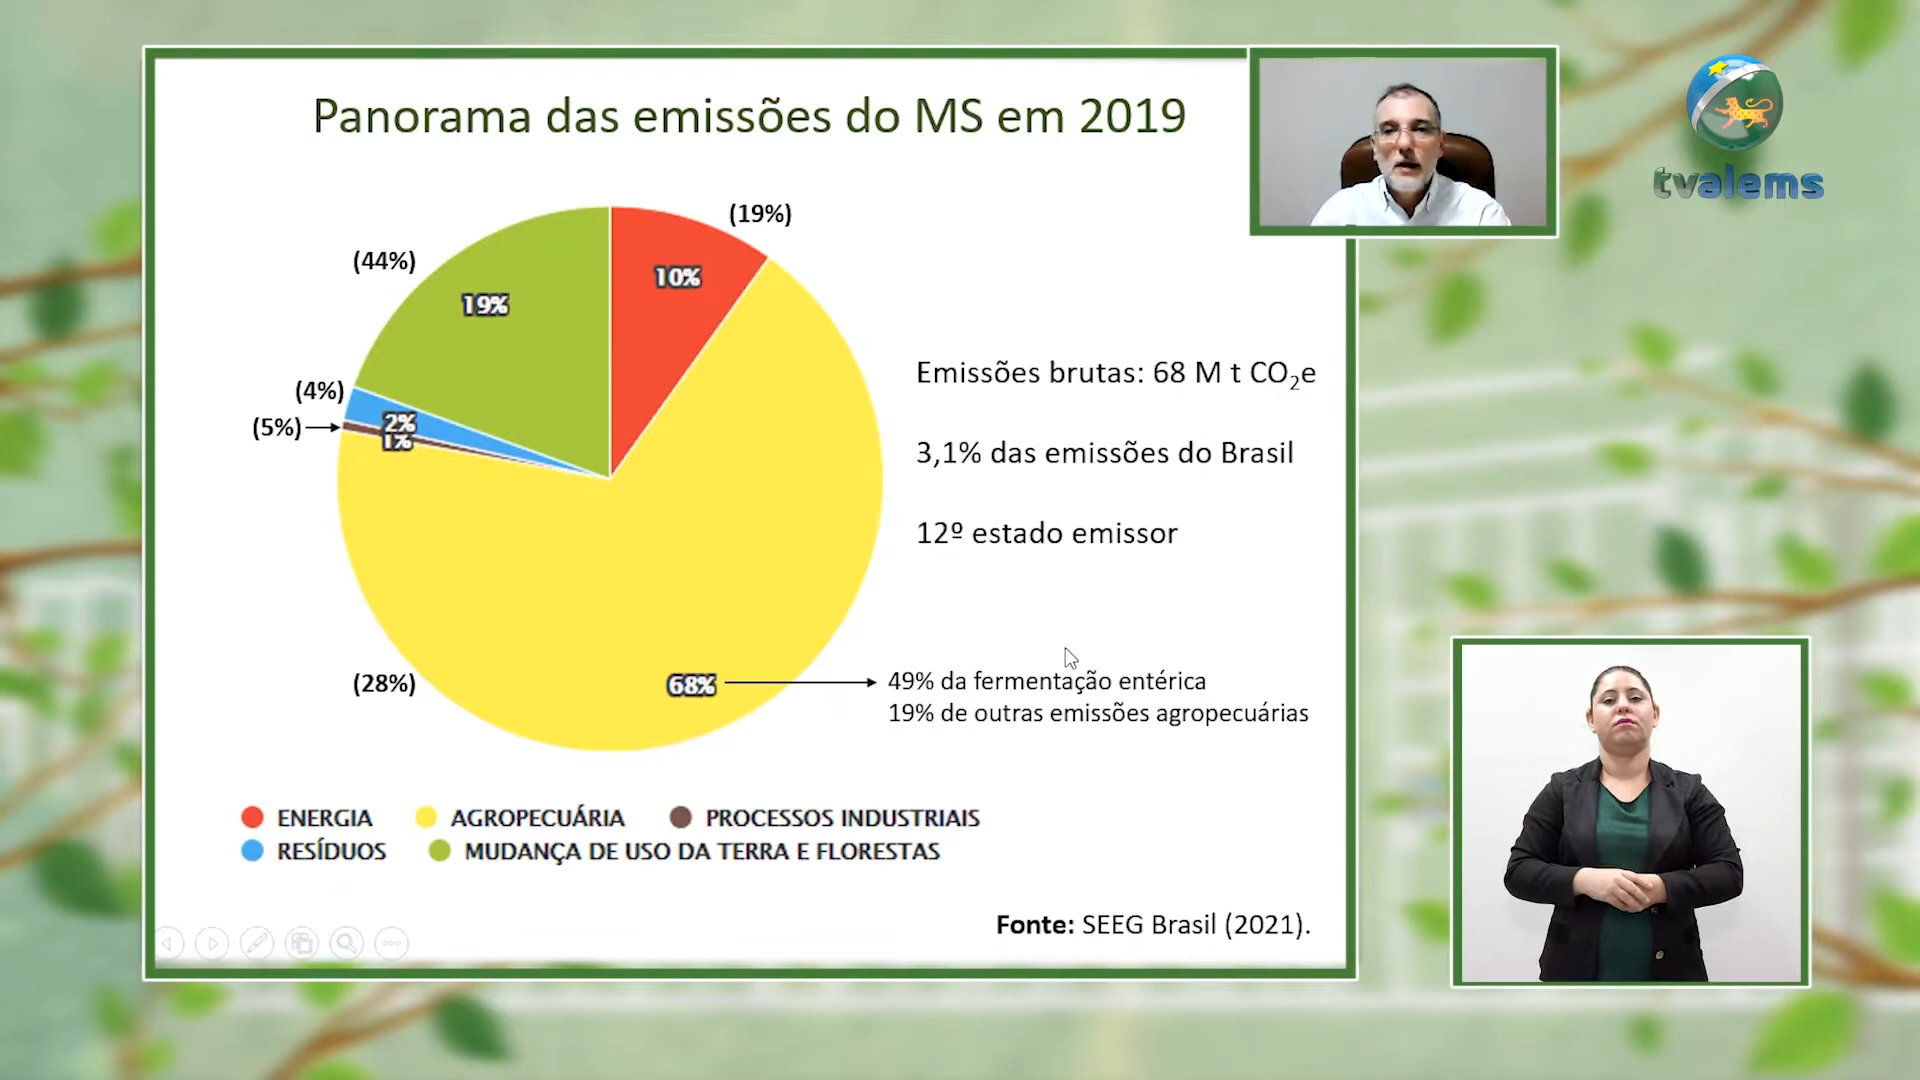 Panorama das emissões do MS em 2019
(19%)
(44%)
10%
19%
(4%)
2%
(5%)
1%
Emissões brutas: 68 M t CO₂e
3,1% das emissões do Brasil
12º estado emissor
(28%)
68%
49% da fermentação entérica
19% de outras emissões agropecuárias
ENERGIA AGROPECUÁRIA PROCESSOS INDUSTRIAIS
RESÍDUOS MUDANÇA DE USO DA TERRA E FLORESTAS
Fonte: SEEG Brasil (2021).
tvalems